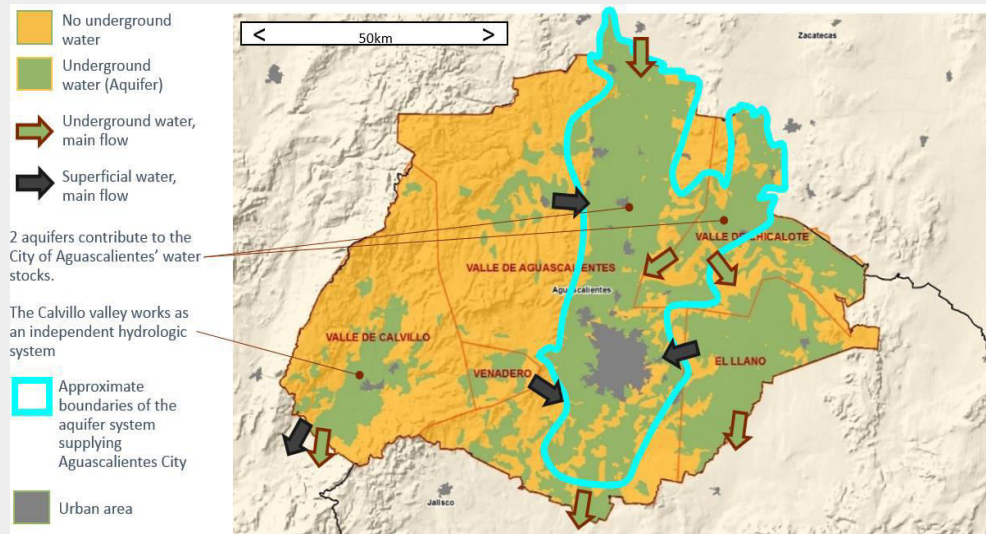 No underground
water
Underground
water (Aquifer)
Underground water,
main flow
Superficial water,
main flow
2 aquifers contribute to the
City of Aguascalientes' water
stocks.
The Calvillo valley works as
an independent hydrologic
system
Approximate
boundaries of the
aquifer system
supplying
Aguascalientes City
Urban area
< 50km >
Zacatecas
VALLE DE CHICALOTE
VALLE DE AGUASCALIENTES
Aguascalientes
VALLE DE CALVILLO
VENADERO
EL LLANO
Jalisco